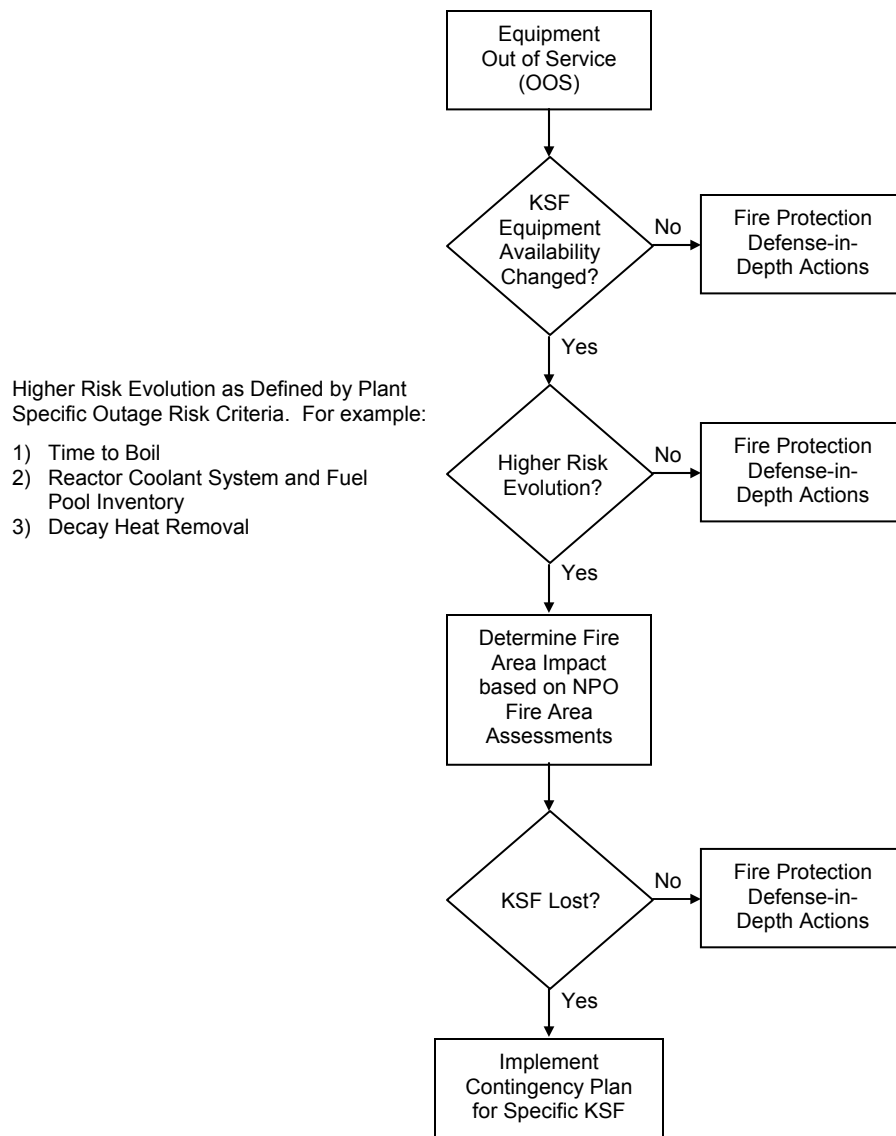 Equipment
Out of Service
(OOS)
KSF
Equipment
Availability
Changed?
No
Fire Protection
Defense-in-
Depth Actions
Yes
Higher Risk Evolution as Defined by Plant
Specific Outage Risk Criteria.  For example:
1) Time to Boil
2) Reactor Coolant System and Fuel
Pool Inventory
3) Decay Heat Removal
Higher Risk
Evolution?
No
Fire Protection
Defense-in-
Depth Actions
Yes
Determine Fire
Area Impact
based on NPO
Fire Area
Assessments
KSF Lost?
No
Fire Protection
Defense-in-
Depth Actions
Yes
Implement
Contingency Plan
for Specific KSF